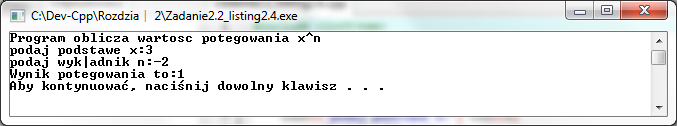 C:\Dev-Cpp\Rozdzia｜ 2\Zadanie2.2_listing2.4.exe
Program oblicza wartosc potegowania x^n
podaj podstawe x:3
podaj wyk|adnik n:-2
Wynik potegowania to:1
Aby kontynuować, naciśnij dowolny klawisz . . .